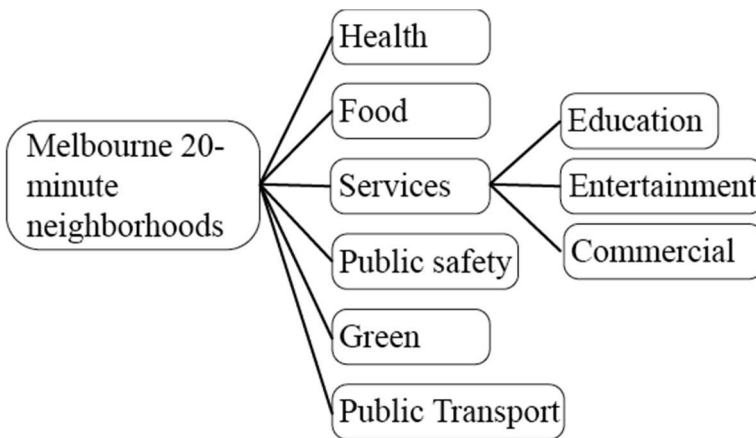 Melbourne 20-
minute
neighborhoods
Health
Food
Services
Public safety
Green
Public Transport
Education
Entertainment
Commercial